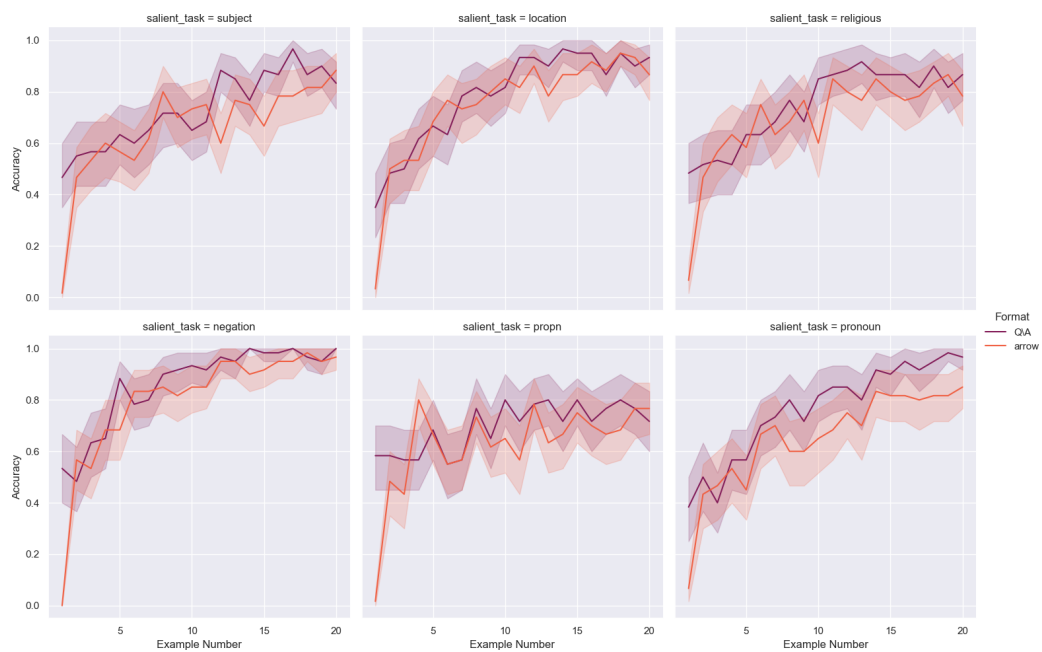 salient_task = subject
salient_task = location
salient_task = religious
1.0
0.8
0.6
0.4
0.2
0.0
Accuracy
salient_task = negation
salient_task = propn
salient_task = pronoun
Format
Q\A
arrow
1.0
0.8
0.6
0.4
0.2
0.0
Accuracy
5 10 15 20
5 10 15 20
5 10 15 20
Example Number
Example Number
Example Number